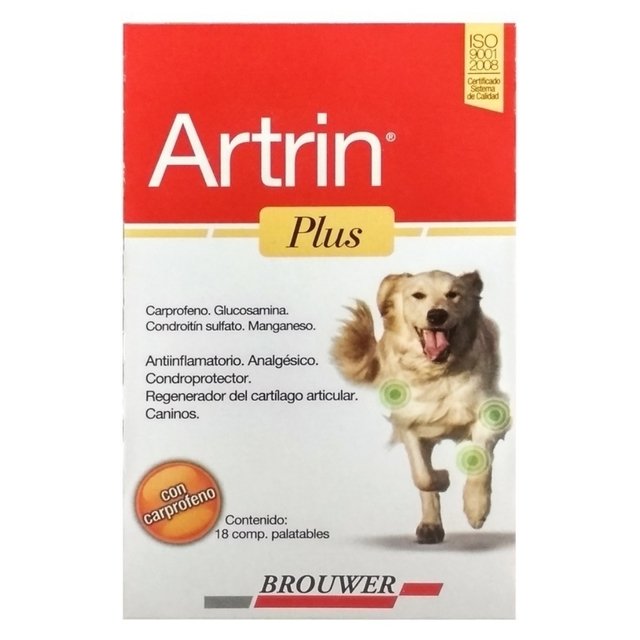 ISO
9001
2008
Certificado
Sistema
de Calidad
Artrin®
Plus
Carprofeno. Glucosamina.
Condroitín sulfato. Manganeso.
Antiinflamatorio. Analgésico.
Condroprotector.
Regenerador del cartílago articular.
Caninos.
con
carprofeno
Contenido:
18 comp. palatables
BROUWER